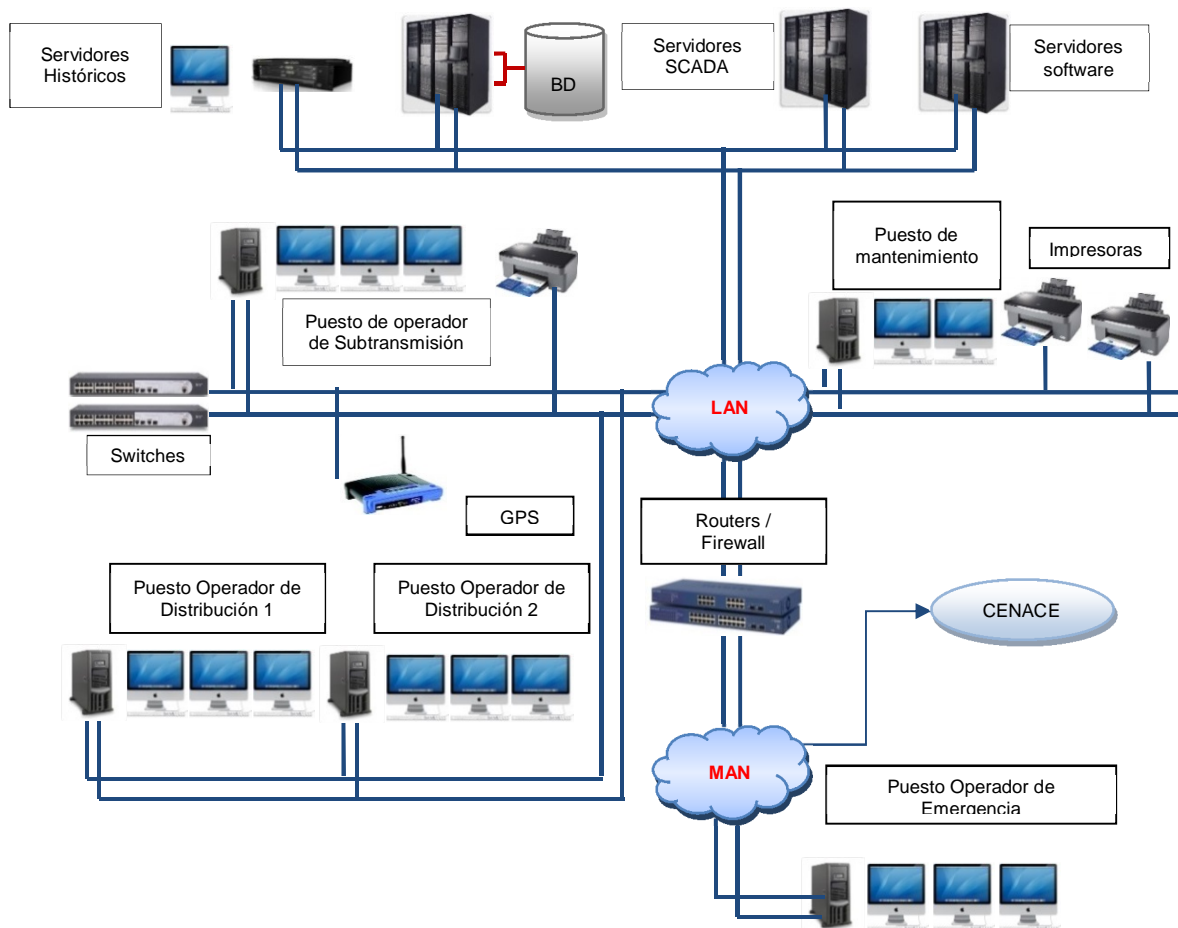 Servidores
Históricos
BD
Servidores
SCADA
Servidores
software
Puesto de
mantenimiento
Impresoras
Puesto de operador
de Subtransmisión
LAN
Switches
GPS
Routers /
Firewall
Puesto Operador de
Distribución 1
Puesto Operador de
Distribución 2
CENACE
MAN
Puesto Operador de
Emergencia